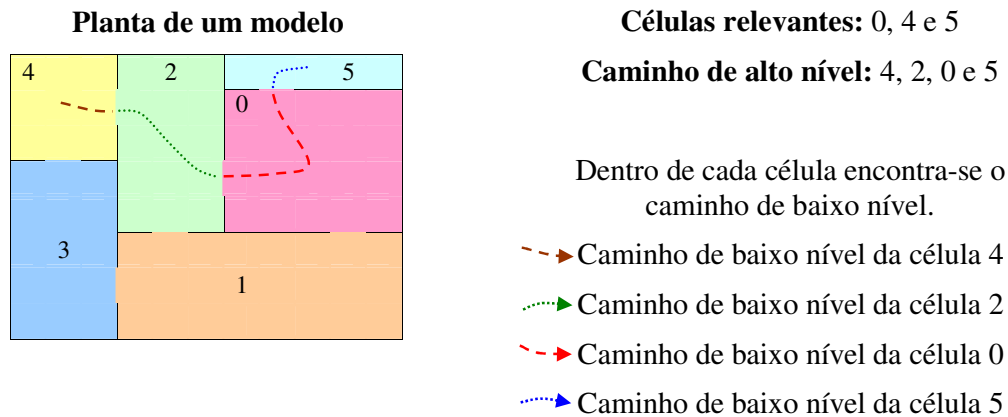 Planta de um modelo
4
2
5
0
3
1
Células relevantes: 0, 4 e 5
Caminho de alto nível: 4, 2, 0 e 5
Dentro de cada célula encontra-se o
caminho de baixo nível.
Caminho de baixo nível da célula 4
Caminho de baixo nível da célula 2
Caminho de baixo nível da célula 0
Caminho de baixo nível da célula 5